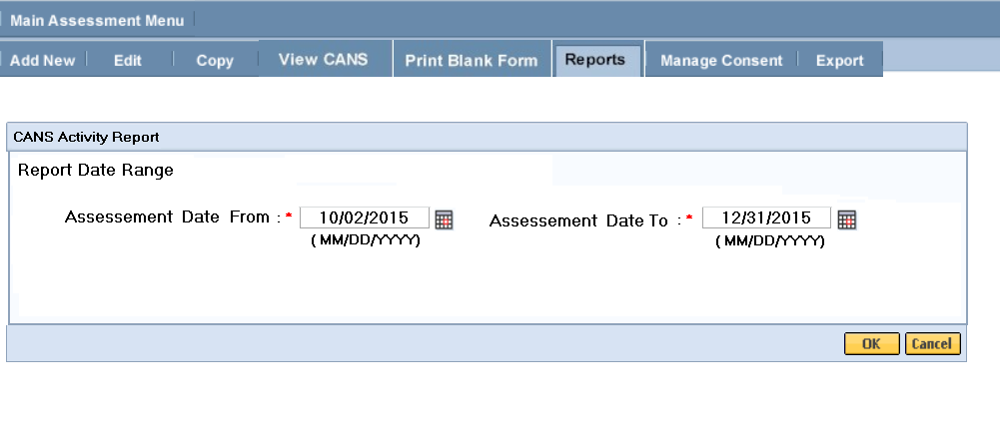 Main Assessment Menu
Add New Edit Copy View CANS Print Blank Form Reports Manage Consent Export
CANS Activity Report
Report Date Range
Assessement Date From : * 10/02/2015 Assessement Date To : * 12/31/2015
( MM/DD/YYYY) ( MM/DD/YYYY)
OK Cancel